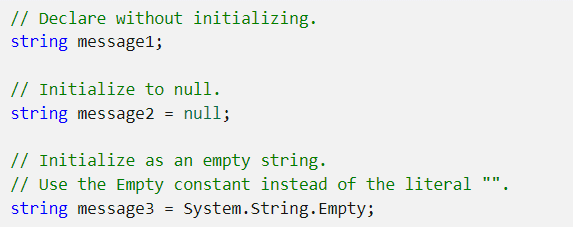 // Declare without initializing.
string message1;
// Initialize to null.
string message2 = null;
// Initialize as an empty string.
// Use the Empty constant instead of the literal "".
string message3 = System.String.Empty;